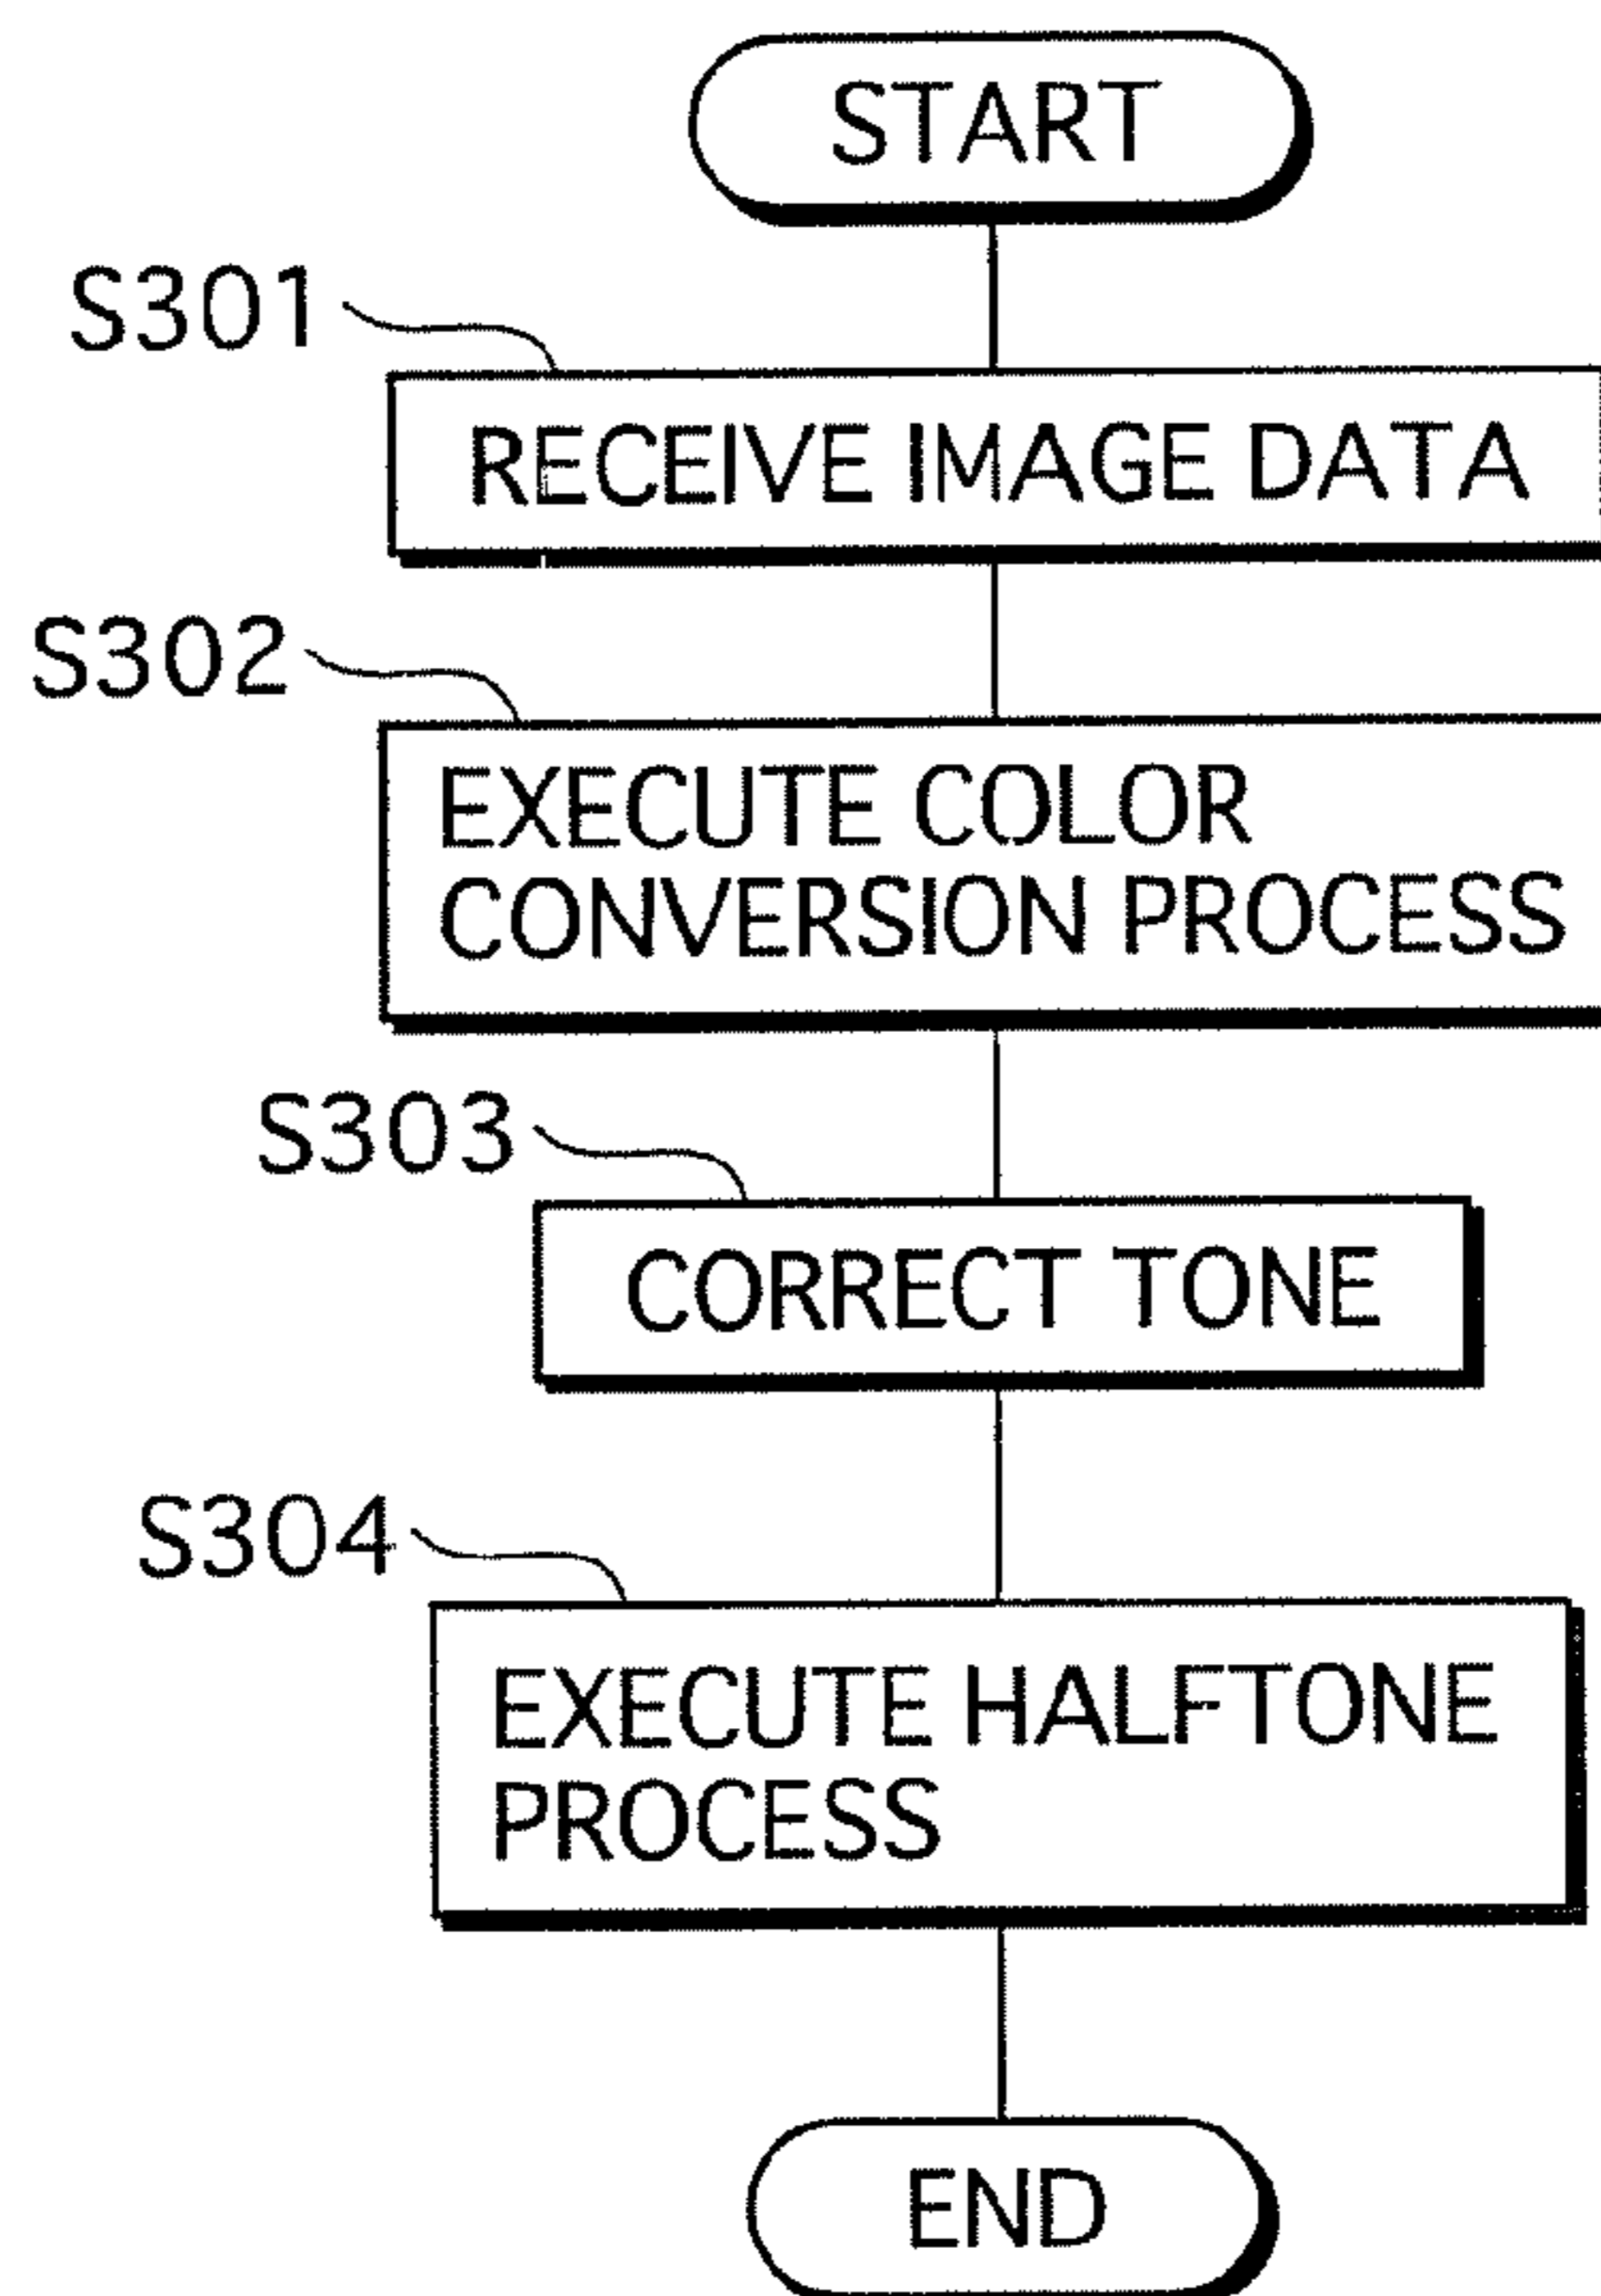 START
S301
RECEIVE IMAGE DATA
S302
EXECUTE COLOR
CONVERSION PROCESS
S303
CORRECT TONE
S304
EXECUTE HALFTONE
PROCESS
END